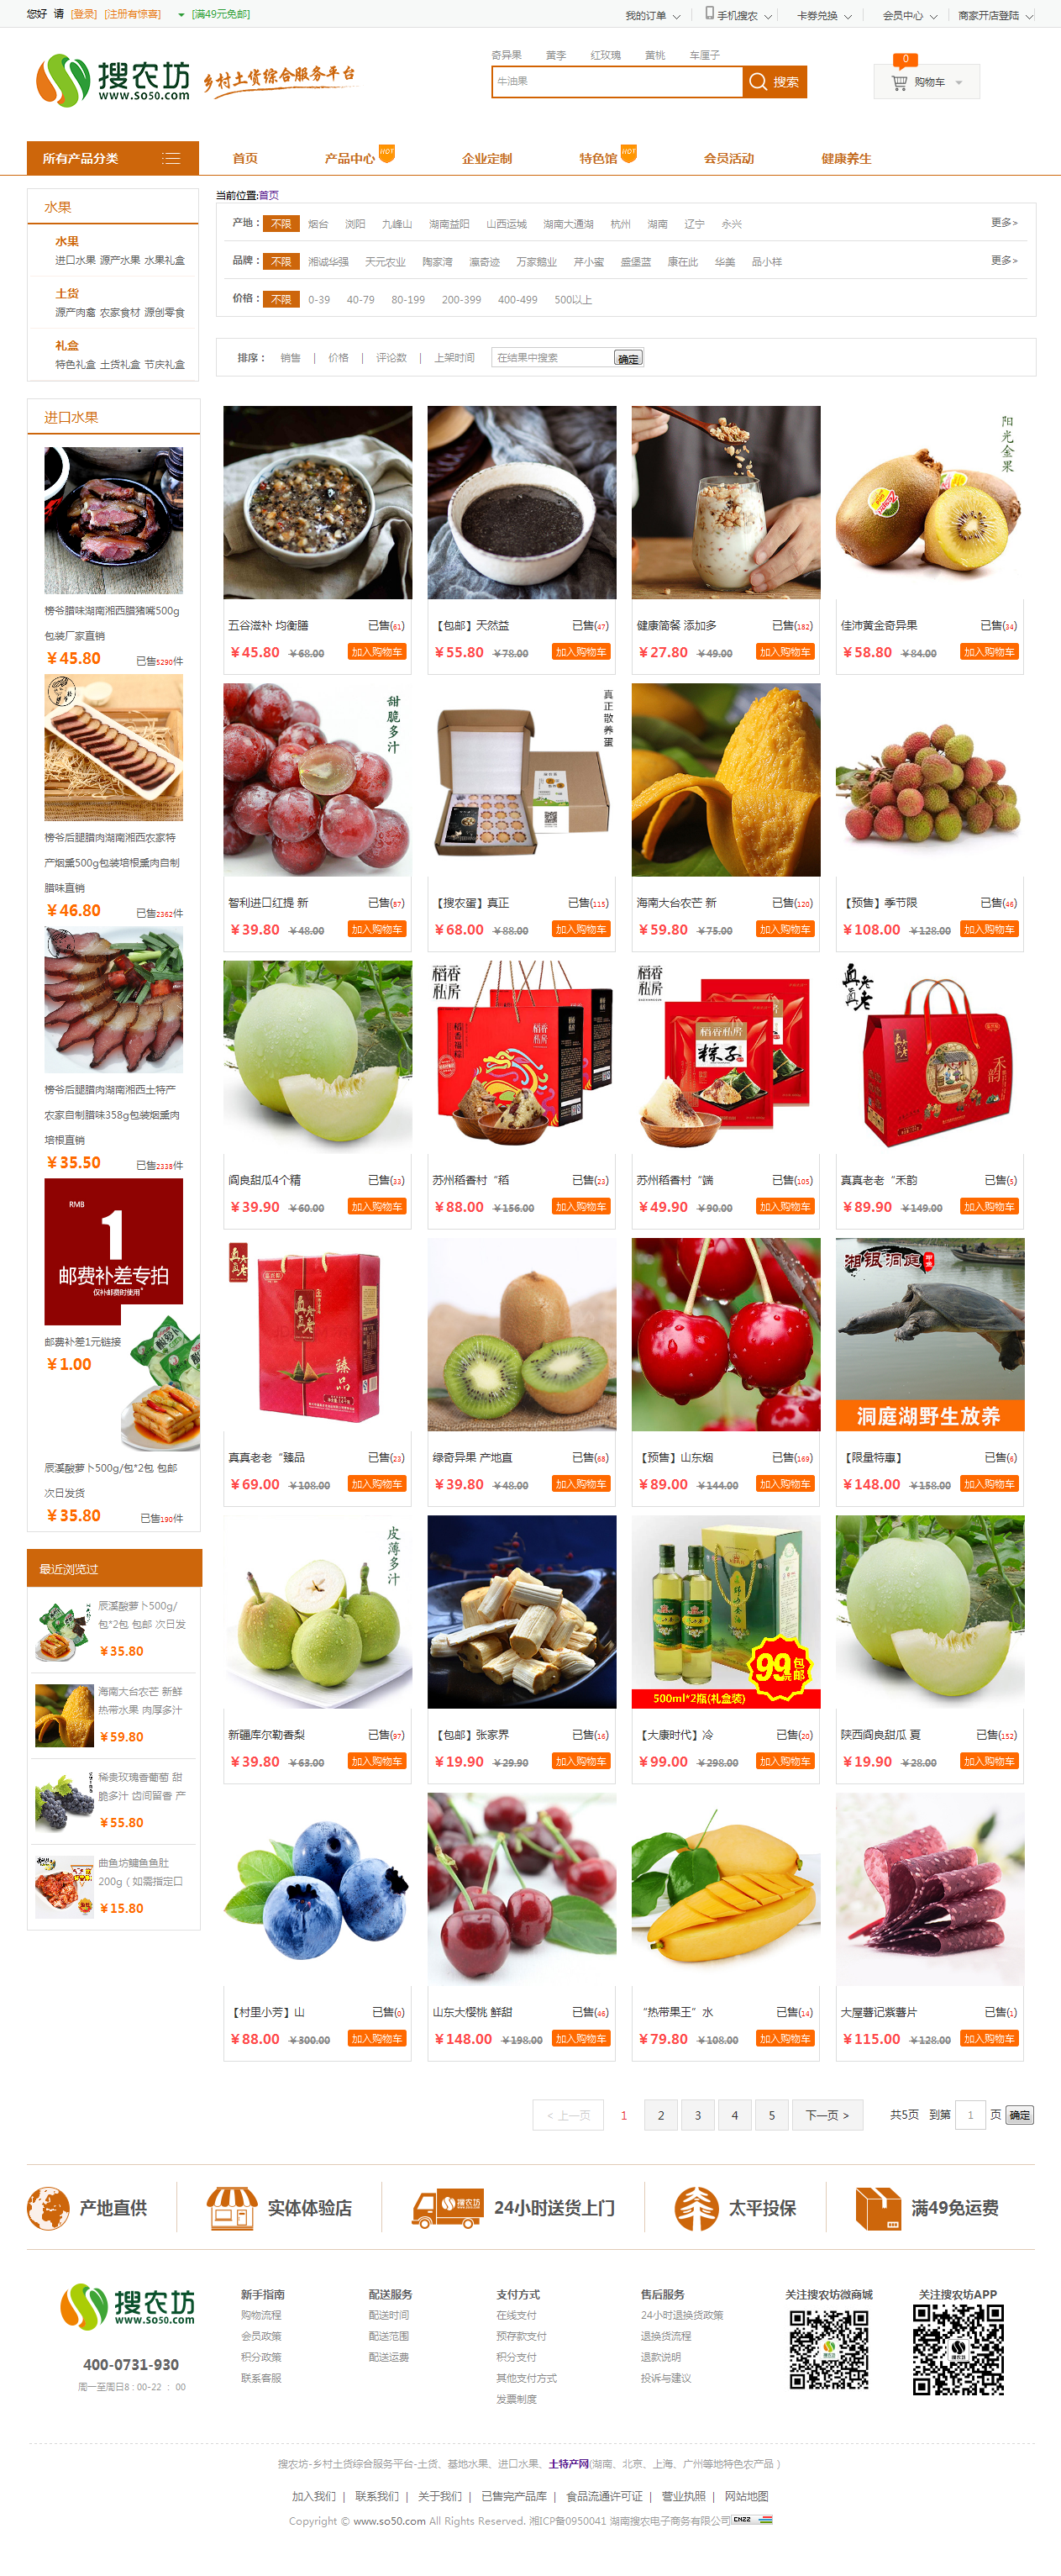 您好 请 [登录] [注册有惊喜] [满49元免邮] 我的订单 手机搜农 卡券兑换 会员中心 商家开店登陆
搜农坊 www.so50.com 乡村土货综合服务平台
奇异果 黄李 红玫瑰 黄桃 车厘子
牛油果 搜索
0 购物车
所有产品分类 首页 产品中心 HOT 企业定制 特色馆 HOT 会员活动 健康养生
当前位置:首页
水果
水果
进口水果 源产水果 水果礼盒
土货
源产肉禽 农家食材 源创零食
礼盒
特色礼盒 土货礼盒 节庆礼盒
产地： 不限 烟台 浏阳 九峰山 湖南益阳 山西运城 湖南大通湖 杭州 湖南 辽宁 永兴 更多>
品牌： 不限 湘诚华强 天元农业 陶家湾 瀛奇迹 万家鲸业 芹小蜜 盛堡蓝 康在此 华美 品小样 更多>
价格： 不限 0-39 40-79 80-199 200-399 400-499 500以上
排序： 销售 | 价格 | 评论数 | 上架时间 在结果中搜索 确定
进口水果
榜爷腊味湖南湘西腊猪嘴500g
包装厂家直销
￥45.80 已售5290件
榜爷后腿腊肉湖南湘西农家特
产烟熏500g包装培根熏肉自制
腊味直销
￥46.80 已售2362件
榜爷后腿腊肉湖南湘西土特产
农家自制腊味358g包装烟熏肉
培根直销
￥35.50 已售2338件
RMB
1
邮费补差专拍
仅补邮费时使用*
邮费补差1元链接
￥1.00
辰溪酸萝卜500g/包*2包 包邮
次日发货
￥35.80 已售190件
最近浏览过
辰溪酸萝卜500g/
包*2包 包邮 次日发
￥35.80
海南大台农芒 新鲜
热带水果 肉厚多汁
￥59.80
稀贵玫瑰香葡萄 甜
脆多汁 齿间留香 产
￥55.80
曲鱼坊鳙鱼鱼肚
200g（如需指定口
￥15.80
阳光金果
五谷滋补 均衡膳 已售(61) 【包邮】天然益 已售(47) 健康简餐 添加多 已售(182) 佳沛黄金奇异果 已售(34)
￥45.80 ￥68.00 加入购物车 ￥55.80 ￥78.00 加入购物车 ￥27.80 ￥49.00 加入购物车 ￥58.80 ￥84.00 加入购物车
甜脆多汁 真正散养蛋
智利进口红提 新 已售(87) 【搜农蛋】真正 已售(115) 海南大台农芒 新 已售(120) 【预售】季节限 已售(46)
￥39.80 ￥48.00 加入购物车 ￥68.00 ￥88.00 加入购物车 ￥59.80 ￥75.00 加入购物车 ￥108.00 ￥128.00 加入购物车
稻香私房 稻香私房 稻香私房 粽子 真真老老 禾韵
阎良甜瓜4个精 已售(33) 苏州稻香村“稻 已售(23) 苏州稻香村“端 已售(105) 真真老老“禾韵 已售(5)
￥39.90 ￥60.00 加入购物车 ￥88.00 ￥156.00 加入购物车 ￥49.90 ￥90.00 加入购物车 ￥89.90 ￥149.00 加入购物车
真真老老 臻品 湘银洞庭 洞庭湖野生放养
真真老老“臻品 已售(23) 绿奇异果 产地直 已售(68) 【预售】山东烟 已售(169) 【限量特惠】 已售(6)
￥69.00 ￥108.00 加入购物车 ￥39.80 ￥48.00 加入购物车 ￥89.00 ￥144.00 加入购物车 ￥148.00 ￥158.00 加入购物车
皮薄多汁 99元包邮 500ml*2瓶(礼盒装)
新疆库尔勒香梨 已售(97) 【包邮】张家界 已售(16) 【大康时代】冷 已售(20) 陕西阎良甜瓜 夏 已售(152)
￥39.80 ￥63.00 加入购物车 ￥19.90 ￥29.90 加入购物车 ￥99.00 ￥298.00 加入购物车 ￥19.90 ￥28.00 加入购物车
【村里小芳】山 已售(0) 山东大樱桃 鲜甜 已售(46) “热带果王”水 已售(14) 大屋薯记紫薯片 已售(1)
￥88.00 ￥300.00 加入购物车 ￥148.00 ￥198.00 加入购物车 ￥79.80 ￥108.00 加入购物车 ￥115.00 ￥128.00 加入购物车
< 上一页 1 2 3 4 5 下一页 > 共5页 到第 1 页 确定
产地直供 实体体验店 搜农坊 24小时送货上门 太平投保 满49免运费
搜农坊 www.so50.com
400-0731-930
周一至周日8 : 00-22 ： 00
新手指南
购物流程
会员政策
积分政策
联系客服
配送服务
配送时间
配送范围
配送运费
支付方式
在线支付
预存款支付
积分支付
其他支付方式
发票制度
售后服务
24小时退换货政策
退换货流程
退款说明
投诉与建议
关注搜农坊微商城 关注搜农坊APP
搜农坊-乡村土货综合服务平台-土货、基地水果、进口水果、土特产网(湖南、北京、上海、广州等地特色农产品 )
加入我们 | 联系我们 | 关于我们 | 已售完产品库 | 食品流通许可证 | 营业执照 | 网站地图
Copyright © www.so50.com All Rights Reserved. 湘ICP备0950041 湖南搜农电子商务有限公司 CNZZ